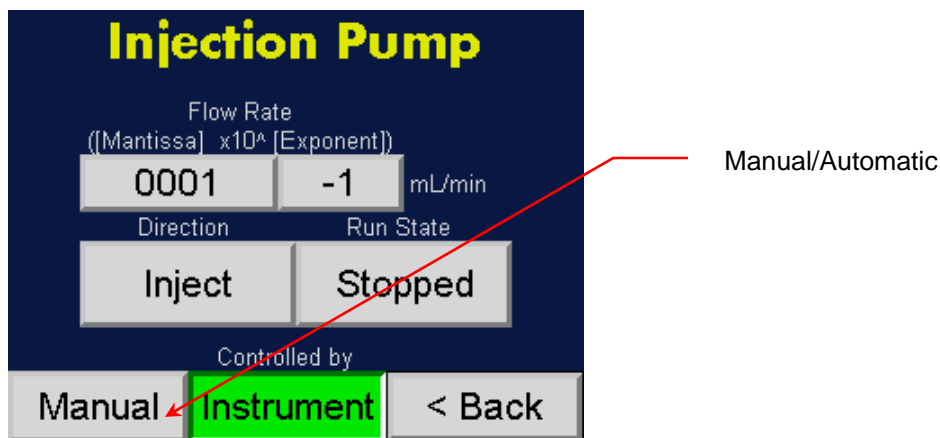 Injection Pump
Flow Rate
([Mantissa] x10^ [Exponent])
0001 -1 mL/min
Direction Run State
Inject Stopped
Controlled by
Manual Instrument < Back
Manual/Automatic